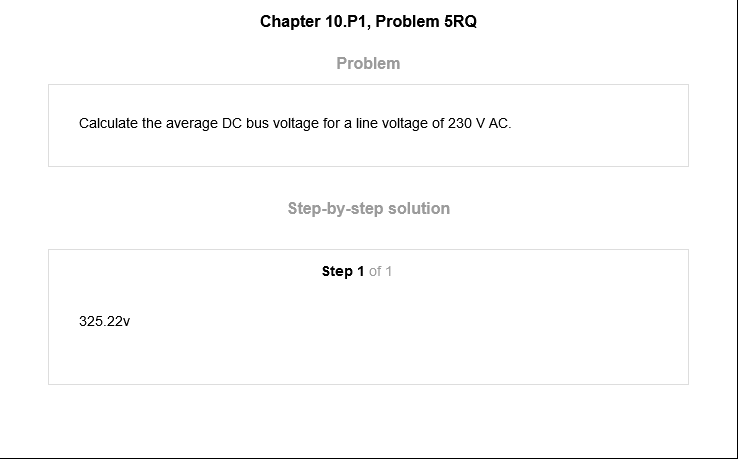 Chapter 10.P1, Problem 5RQ
Problem
Calculate the average DC bus voltage for a line voltage of 230 V AC.
Step-by-step solution
Step 1 of 1
325.22v